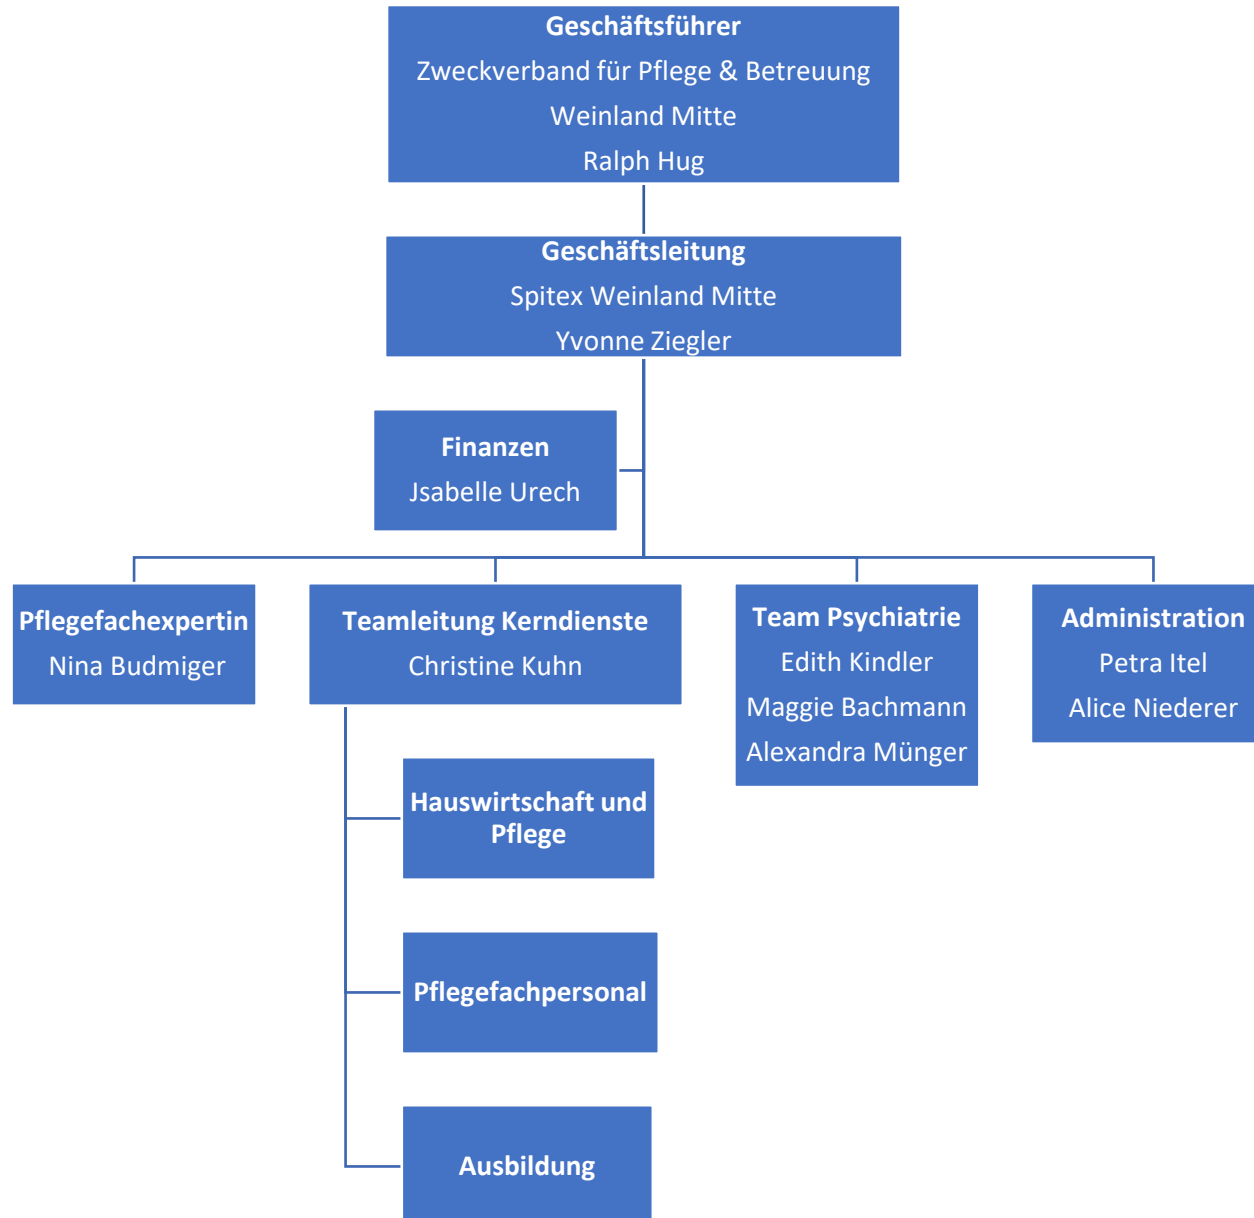 Geschäftsführer
Zweckverband für Pflege & Betreuung
Weinland Mitte
Ralph Hug
Geschäftsleitung
Spitex Weinland Mitte
Yvonne Ziegler
Finanzen
Jsabelle Urech
Pflegefachexpertin
Nina Budmiger
Teamleitung Kerndienste
Christine Kuhn
Team Psychiatrie
Edith Kindler
Maggie Bachmann
Alexandra Münger
Administration
Petra Itel
Alice Niederer
Hauswirtschaft und
Pflege
Pflegefachpersonal
Ausbildung